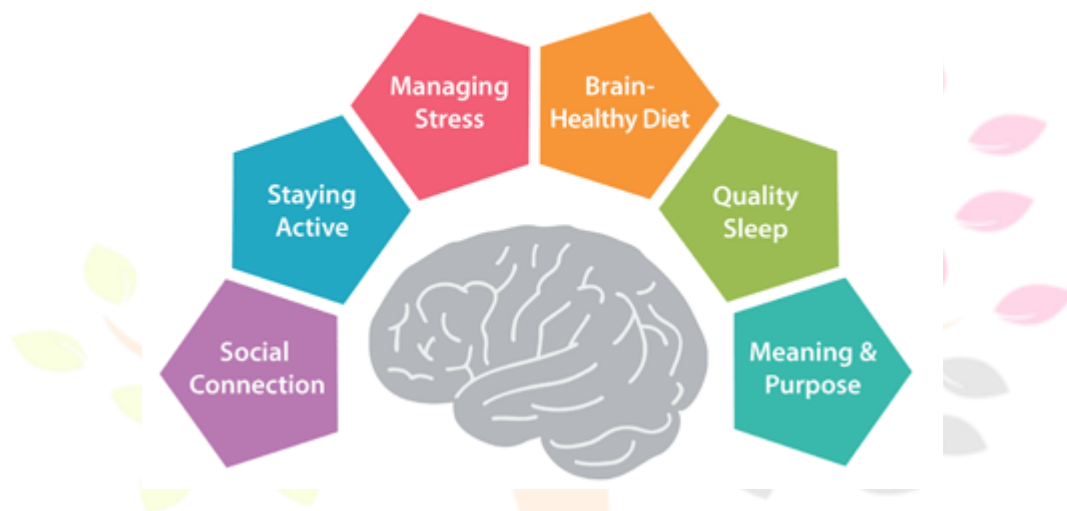 Managing
Stress
Brain-
Healthy Diet
Staying
Active
Quality
Sleep
Social
Connection
Meaning &
Purpose